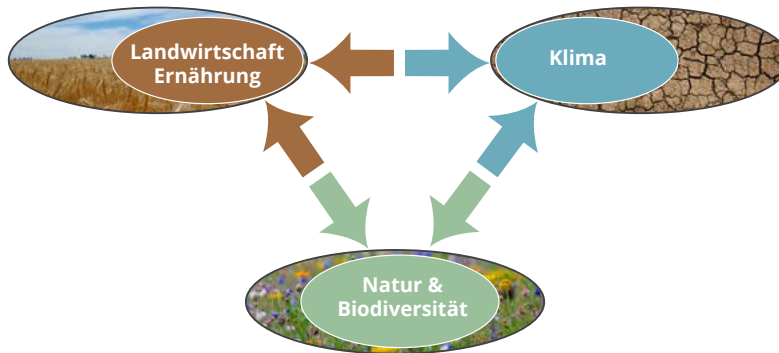 Landwirtschaft
Ernährung
Klima
Natur &
Biodiversität